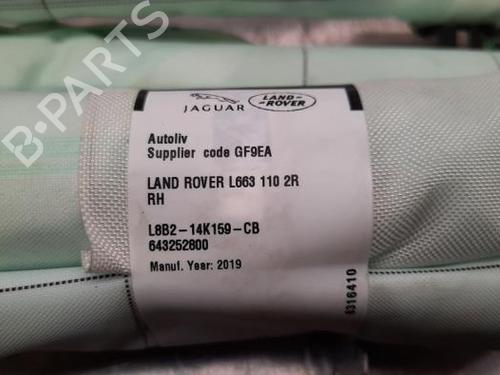 B-PARTS
JAGUAR
LAND
ROVER
Autoliv
Supplier code GF9EA
LAND ROVER L663 110 2R
RH
L8B2-14K159-CB
643252800
Manuf. Year: 2019
8316410